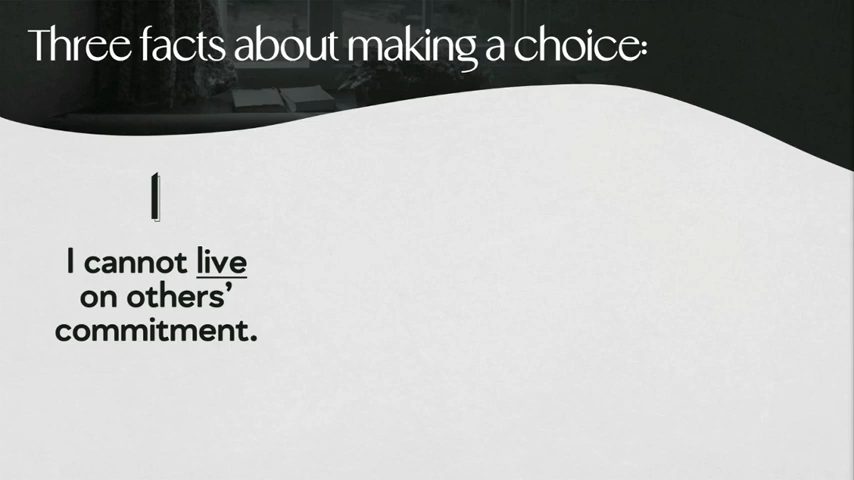 Three facts about making a choice:
1
I cannot live
on others’
commitment.